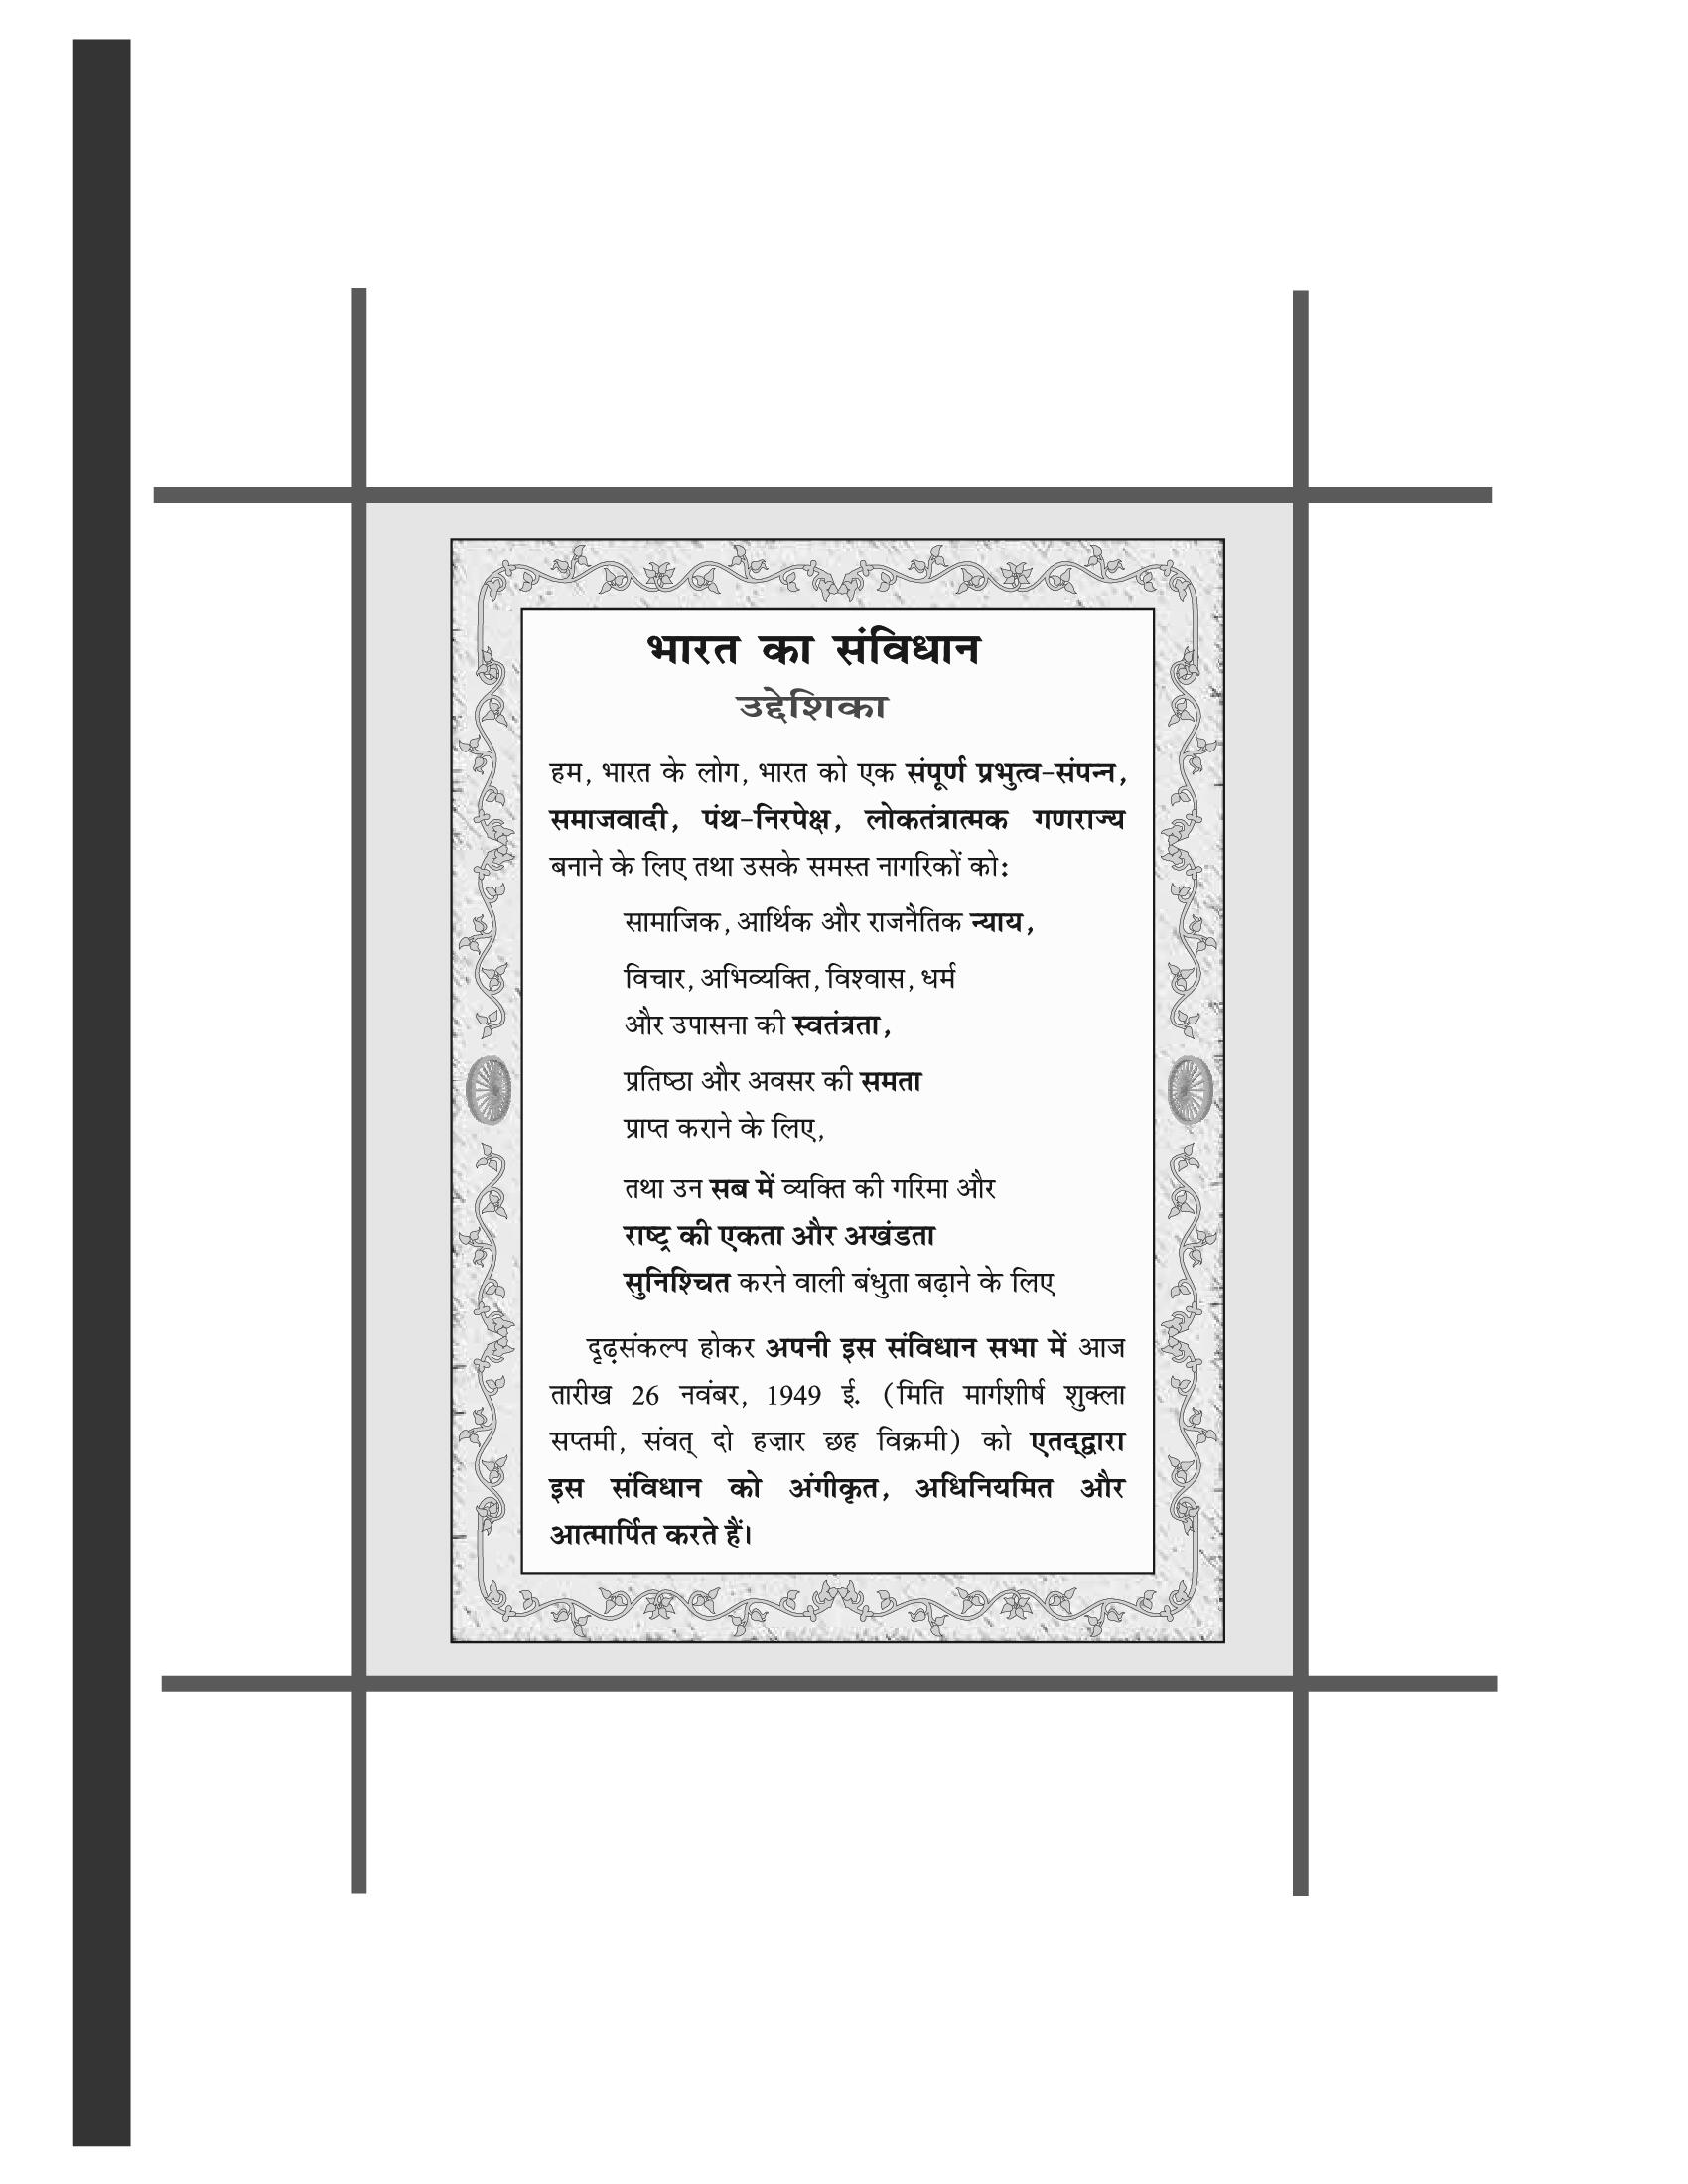 भारत का संविधान
उद्देशिका
हम, भारत के लोग, भारत को एक संपूर्ण प्रभुत्व-संपन्न,
समाजवादी, पंथ-निरपेक्ष, लोकतंत्रात्मक गणराज्य
बनाने के लिए तथा उसके समस्त नागरिकों को:
सामाजिक, आर्थिक और राजनैतिक न्याय,
विचार, अभिव्यक्ति, विश्वास, धर्म
और उपासना की स्वतंत्रता,
प्रतिष्ठा और अवसर की समता
प्राप्त कराने के लिए,
तथा उन सब में व्यक्ति की गरिमा और
राष्ट्र की एकता और अखंडता
सुनिश्चित करने वाली बंधुता बढ़ाने के लिए
दृढ़संकल्प होकर अपनी इस संविधान सभा में आज
तारीख 26 नवंबर, 1949 ई. (मिति मार्गशीर्ष शुक्ला
सप्तमी, संवत् दो हज़ार छह विक्रमी) को एतद्द्वारा
इस संविधान को अंगीकृत, अधिनियमित और
आत्मार्पित करते हैं।